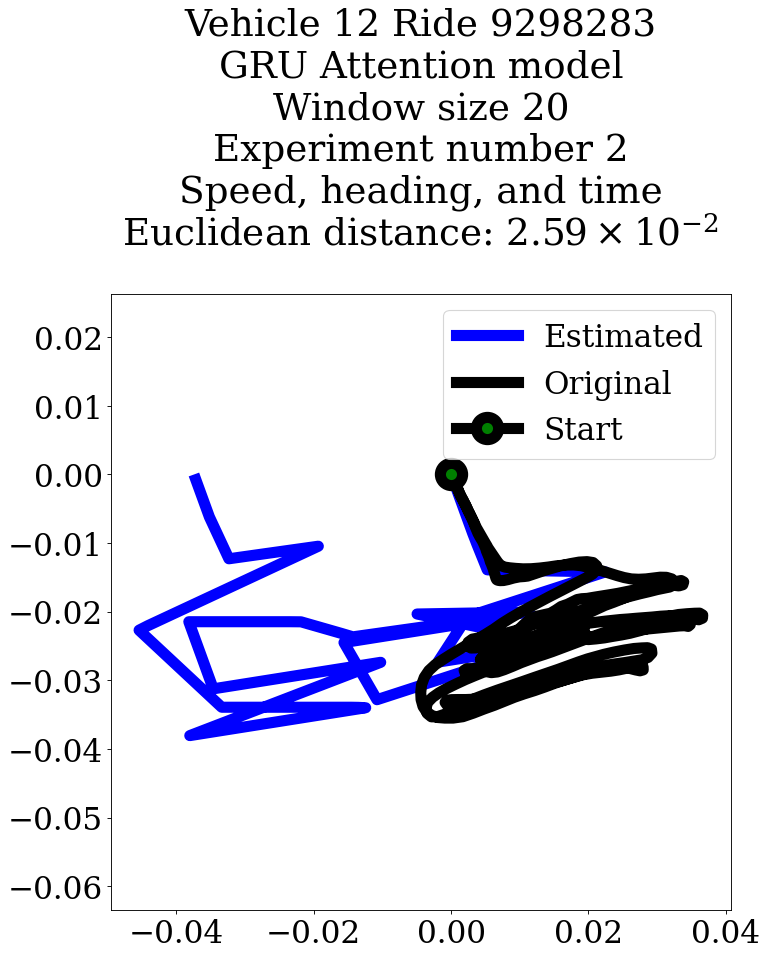 Vehicle 12 Ride 9298283
GRU Attention model
Window size 20
Experiment number 2
Speed, heading, and time
Euclidean distance: 2.59 × 10⁻²
Estimated
Original
Start
0.02
0.01
0.00
−0.01
−0.02
−0.03
−0.04
−0.05
−0.06
−0.04 −0.02 0.00 0.02 0.04